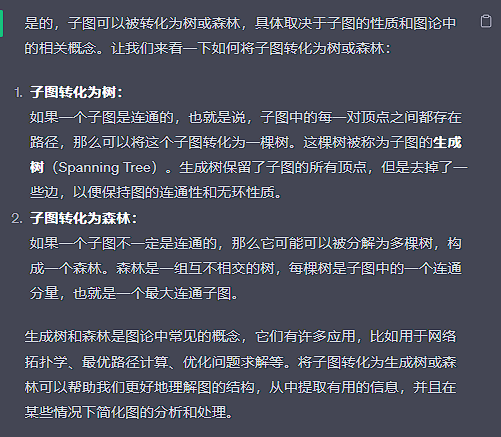 是的，子图可以被转化为树或森林，具体取决于子图的性质和图论中
的相关概念。让我们来看一下如何将子图转化为树或森林：
1. 子图转化为树：
如果一个子图是连通的，也就是说，子图中的每一对顶点之间都存在
路径，那么可以将这个子图转化为一棵树。这棵树被称为子图的生成
树（Spanning Tree）。生成树保留了子图的所有顶点，但是去掉了一
些边，以便保持图的连通性和无环性质。
2. 子图转化为森林：
如果一个子图不一定是连通的，那么它可能可以被分解为多棵树，构
成一个森林。森林是一组互不相交的树，每棵树是子图中的一个连通
分量，也就是一个最大连通子图。
生成树和森林是图论中常见的概念，它们有许多应用，比如用于网络
拓扑学、最优路径计算、优化问题求解等。将子图转化为生成树或森
林可以帮助我们更好地理解图的结构，从中提取有用的信息，并且在
某些情况下简化图的分析和处理。